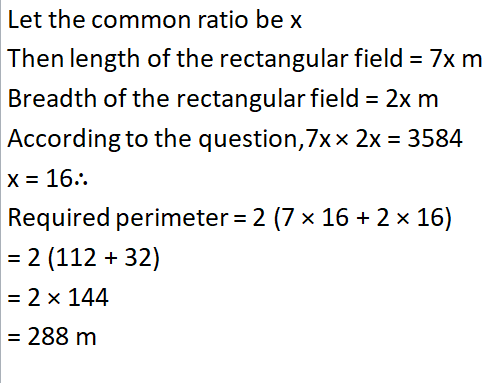 Let the common ratio be x
Then length of the rectangular field = 7x m
Breadth of the rectangular field = 2x m
According to the question,7x × 2x = 3584
x = 16∴
Required perimeter = 2 (7 × 16 + 2 × 16)
= 2 (112 + 32)
= 2 × 144
= 288 m